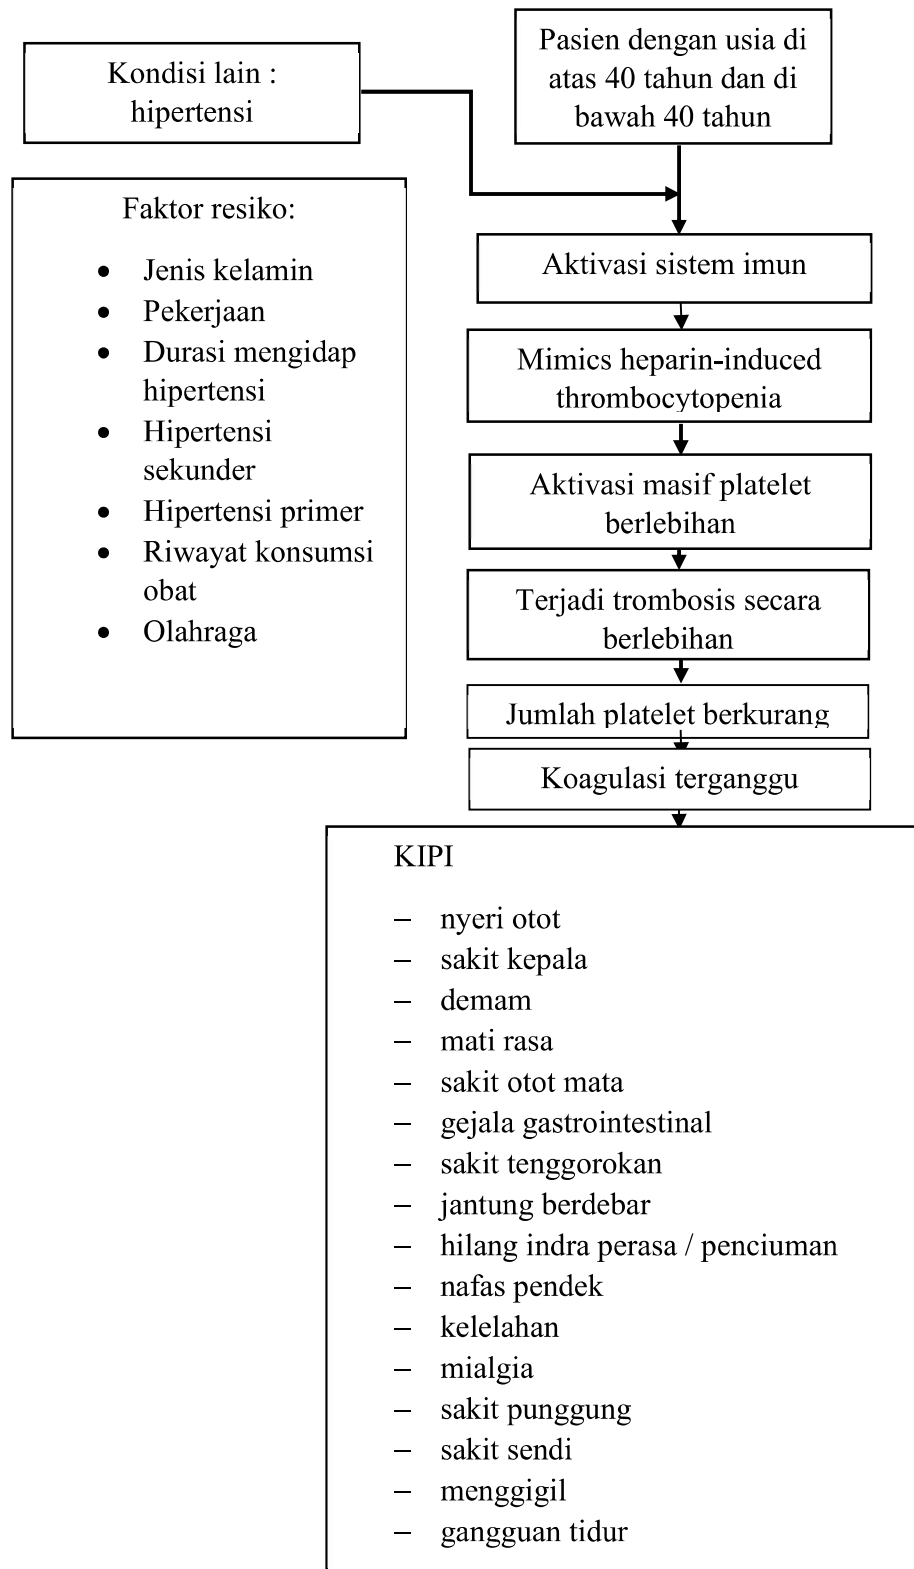 Kondisi lain :
hipertensi
Pasien dengan usia di
atas 40 tahun dan di
bawah 40 tahun
Faktor resiko:
• Jenis kelamin
• Pekerjaan
• Durasi mengidap
hipertensi
• Hipertensi
sekunder
• Hipertensi primer
• Riwayat konsumsi
obat
• Olahraga
Aktivasi sistem imun
Mimics heparin-induced
thrombocytopenia
Aktivasi masif platelet
berlebihan
Terjadi trombosis secara
berlebihan
Jumlah platelet berkurang
Koagulasi terganggu
KIPI
– nyeri otot
– sakit kepala
– demam
– mati rasa
– sakit otot mata
– gejala gastrointestinal
– sakit tenggorokan
– jantung berdebar
– hilang indra perasa / penciuman
– nafas pendek
– kelelahan
– mialgia
– sakit punggung
– sakit sendi
– menggigil
– gangguan tidur